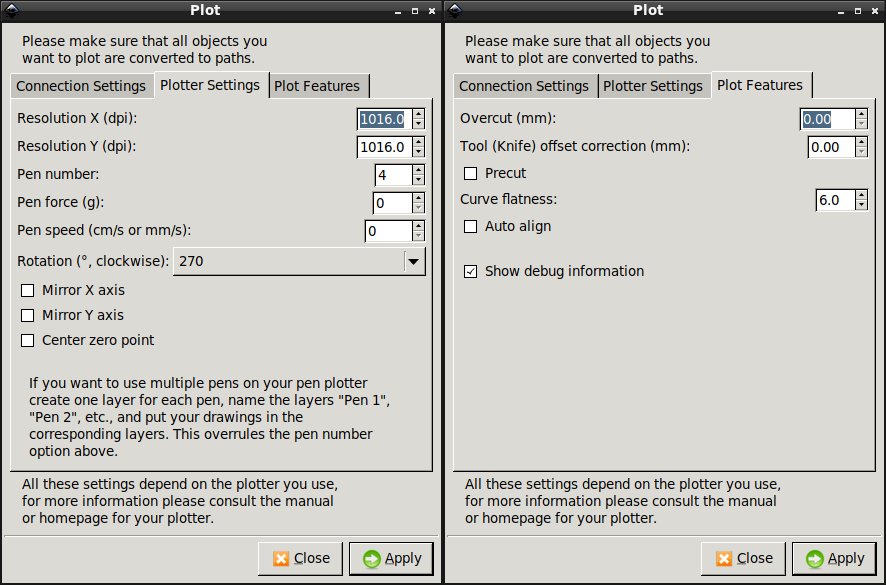 Plot
Please make sure that all objects you
want to plot are converted to paths.
Connection Settings
Plotter Settings
Plot Features
Resolution X (dpi):
1016.0
Resolution Y (dpi):
1016.0
Pen number:
4
Pen force (g):
0
Pen speed (cm/s or mm/s):
0
Rotation (°, clockwise):
270
Mirror X axis
Mirror Y axis
Center zero point
If you want to use multiple pens on your pen plotter
create one layer for each pen, name the layers "Pen 1",
"Pen 2", etc., and put your drawings in the
corresponding layers. This overrules the pen number
option above.
All these settings depend on the plotter you use,
for more information please consult the manual
or homepage for your plotter.
Close
Apply
Plot
Please make sure that all objects you
want to plot are converted to paths.
Connection Settings
Plotter Settings
Plot Features
Overcut (mm):
0.00
Tool (Knife) offset correction (mm):
0.00
Precut
Curve flatness:
6.0
Auto align
Show debug information
All these settings depend on the plotter you use,
for more information please consult the manual
or homepage for your plotter.
Close
Apply